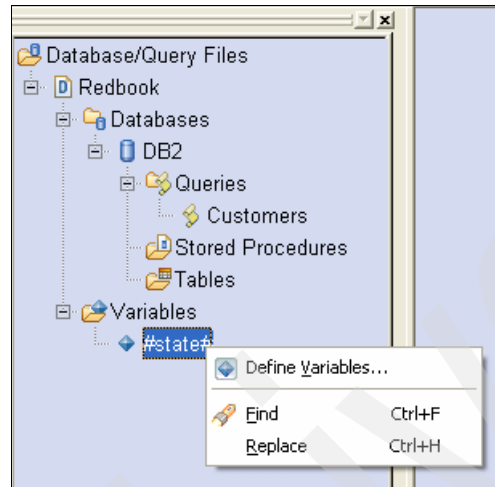 Database/Query Files
Redbook
Databases
DB2
Queries
Customers
Stored Procedures
Tables
Variables
#state#
Define Variables...
Find Ctrl+F
Replace Ctrl+H